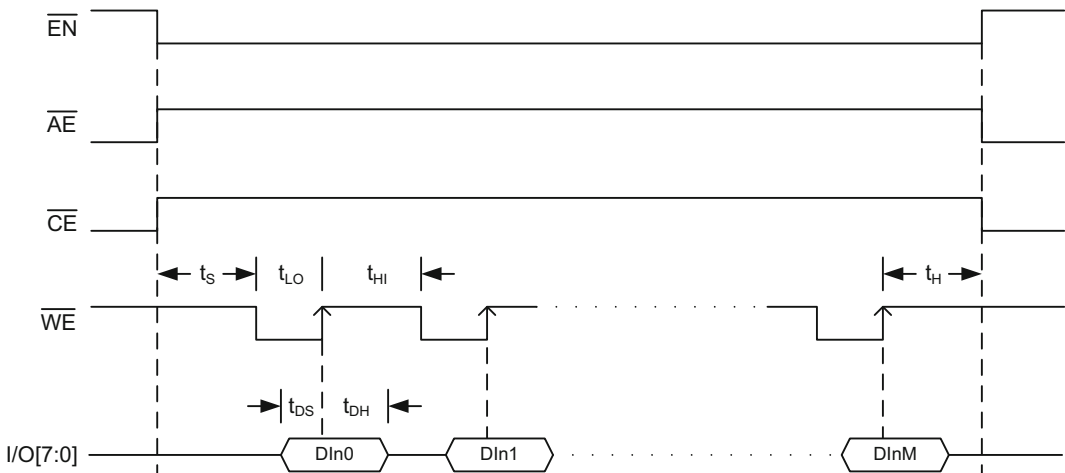 EN
AE
CE
tS tLO tHI tH
WE
tDS tDH
I/O[7:0] DIn0 DIn1 DInM